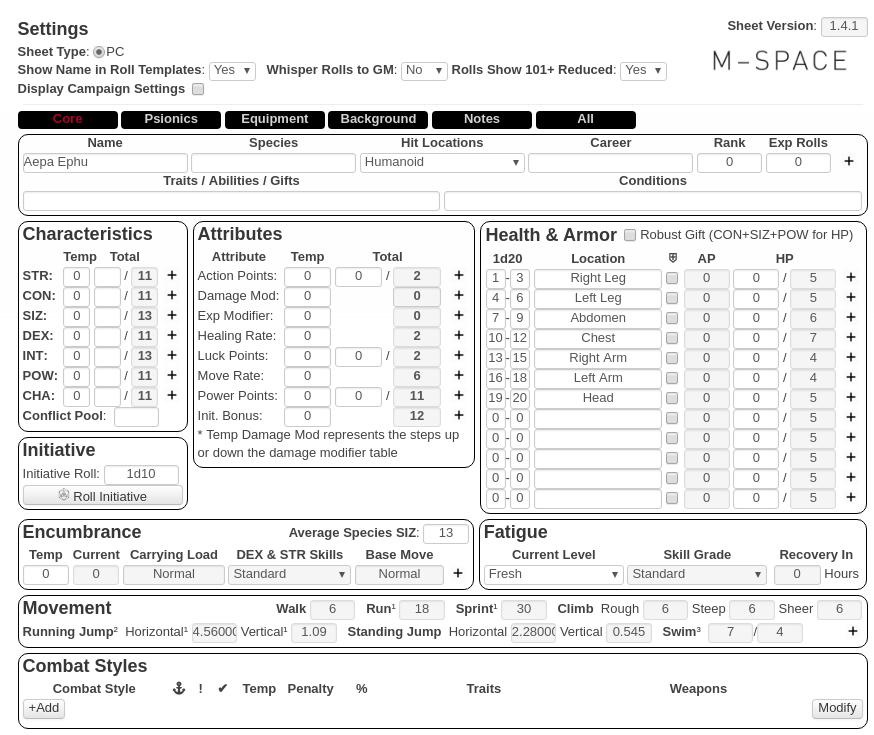 Settings
Sheet Version: 1.4.1
Sheet Type: PC
M-SPACE
Show Name in Roll Templates: Yes Whisper Rolls to GM: No Rolls Show 101+ Reduced: Yes
Display Campaign Settings
Core Psionics Equipment Background Notes All
Name Species Hit Locations Career Rank Exp Rolls
Aepa Ephu Humanoid 0 0 +
Traits / Abilities / Gifts Conditions
Characteristics
Temp Total
STR: 0 / 11 +
CON: 0 / 11 +
SIZ: 0 / 13 +
DEX: 0 / 11 +
INT: 0 / 13 +
POW: 0 / 11 +
CHA: 0 / 11 +
Conflict Pool:
Initiative
Initiative Roll: 1d10
Roll Initiative
Attributes
Attribute Temp Total
Action Points: 0 0 / 2 +
Damage Mod: 0 0 +
Exp Modifier: 0 0 +
Healing Rate: 0 2 +
Luck Points: 0 0 / 2 +
Move Rate: 0 6 +
Power Points: 0 0 / 11 +
Init. Bonus: 0 12 +
* Temp Damage Mod represents the steps up
or down the damage modifier table
Health & Armor Robust Gift (CON+SIZ+POW for HP)
1d20 Location AP HP
1 - 3 Right Leg 0 0 / 5 +
4 - 6 Left Leg 0 0 / 5 +
7 - 9 Abdomen 0 0 / 6 +
10 - 12 Chest 0 0 / 7 +
13 - 15 Right Arm 0 0 / 4 +
16 - 18 Left Arm 0 0 / 4 +
19 - 20 Head 0 0 / 5 +
0 - 0 0 0 / 5 +
0 - 0 0 0 / 5 +
0 - 0 0 0 / 5 +
0 - 0 0 0 / 5 +
0 - 0 0 0 / 5 +
Encumbrance Average Species SIZ: 13
Temp Current Carrying Load DEX & STR Skills Base Move
0 0 Normal Standard Normal +
Fatigue
Current Level Skill Grade Recovery In
Fresh Standard 0 Hours
Movement Walk 6 Run¹ 18 Sprint¹ 30 Climb Rough 6 Steep 6 Sheer 6
Running Jump² Horizontal¹ 4.56000 Vertical¹ 1.09 Standing Jump Horizontal 2.28000 Vertical 0.545 Swim³ 7 / 4 +
Combat Styles
Combat Style ⚓ ! ✔ Temp Penalty % Traits Weapons
+Add Modify